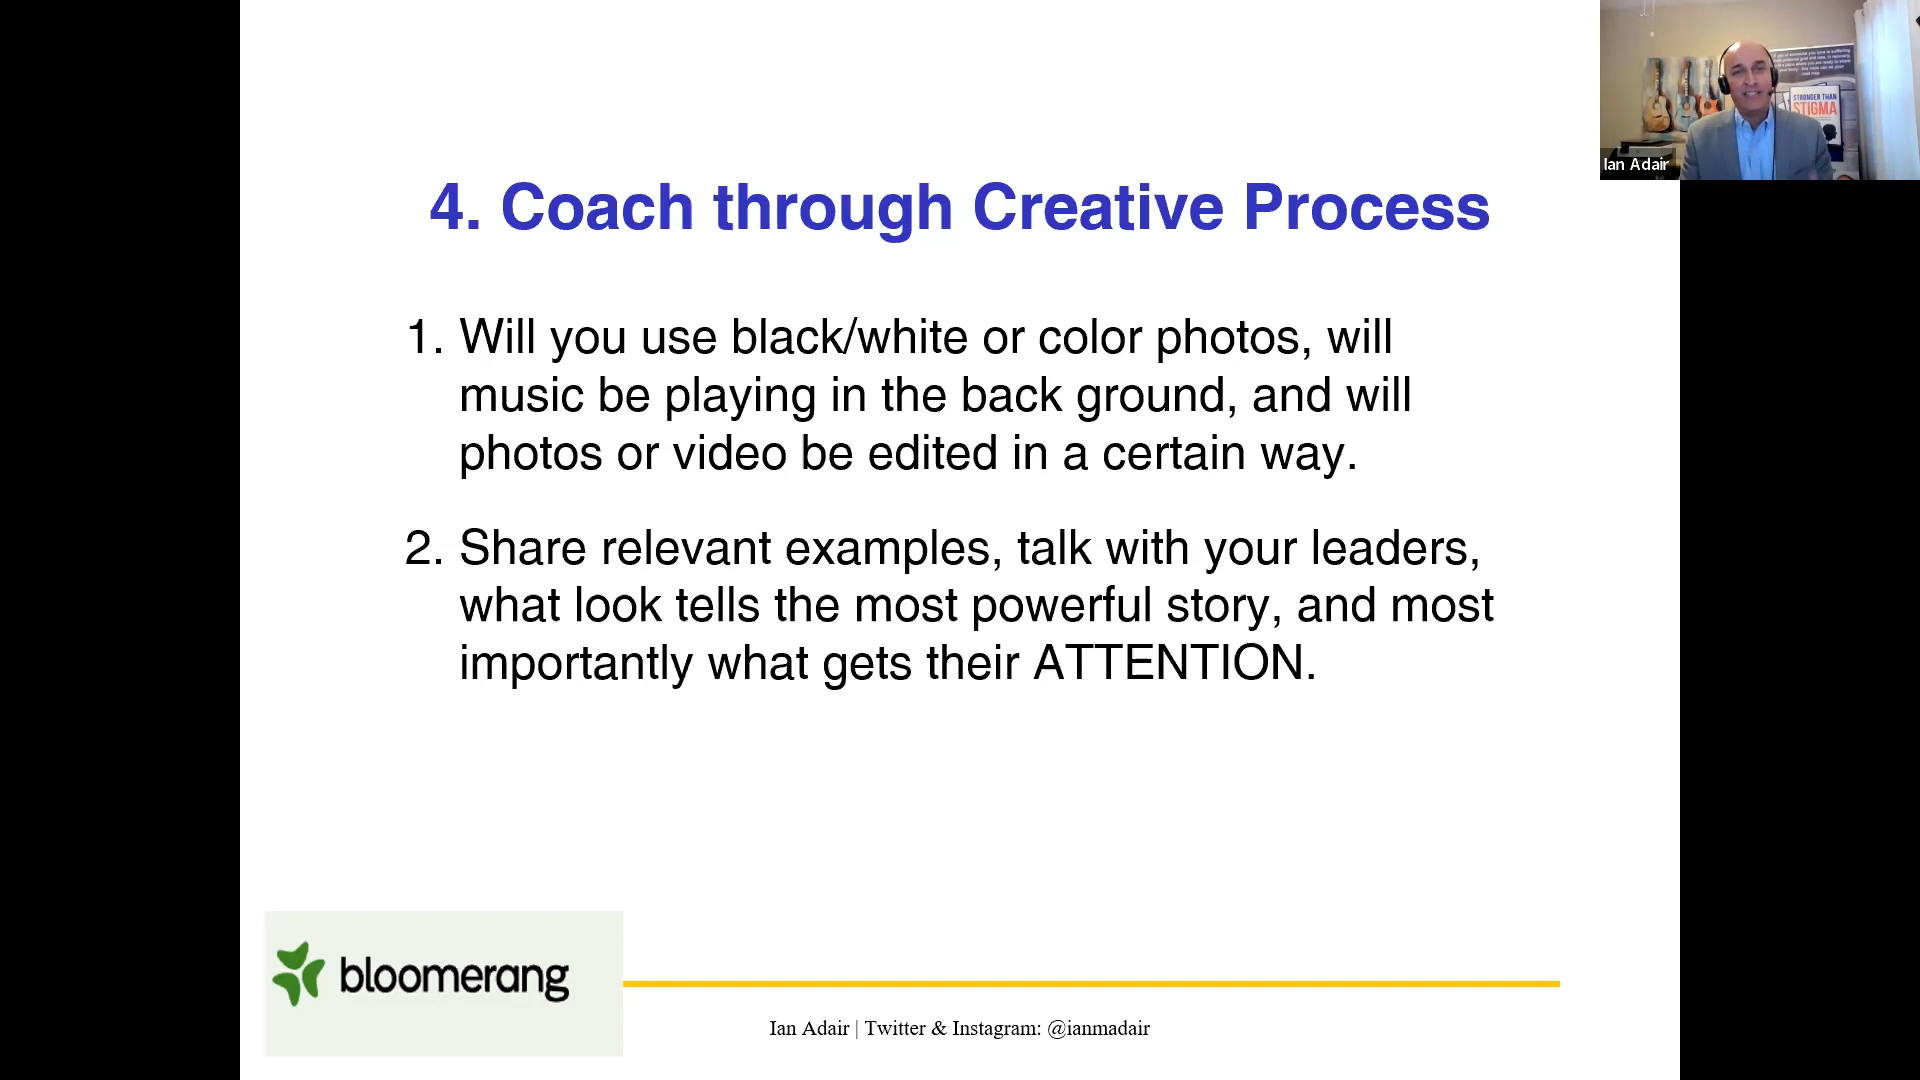 4. Coach through Creative Process
1. Will you use black/white or color photos, will
music be playing in the back ground, and will
photos or video be edited in a certain way.
2. Share relevant examples, talk with your leaders,
what look tells the most powerful story, and most
importantly what gets their ATTENTION.
bloomerang
Ian Adair | Twitter & Instagram: @ianmadair
STRONGER THAN
STIGMA
Ian Adair